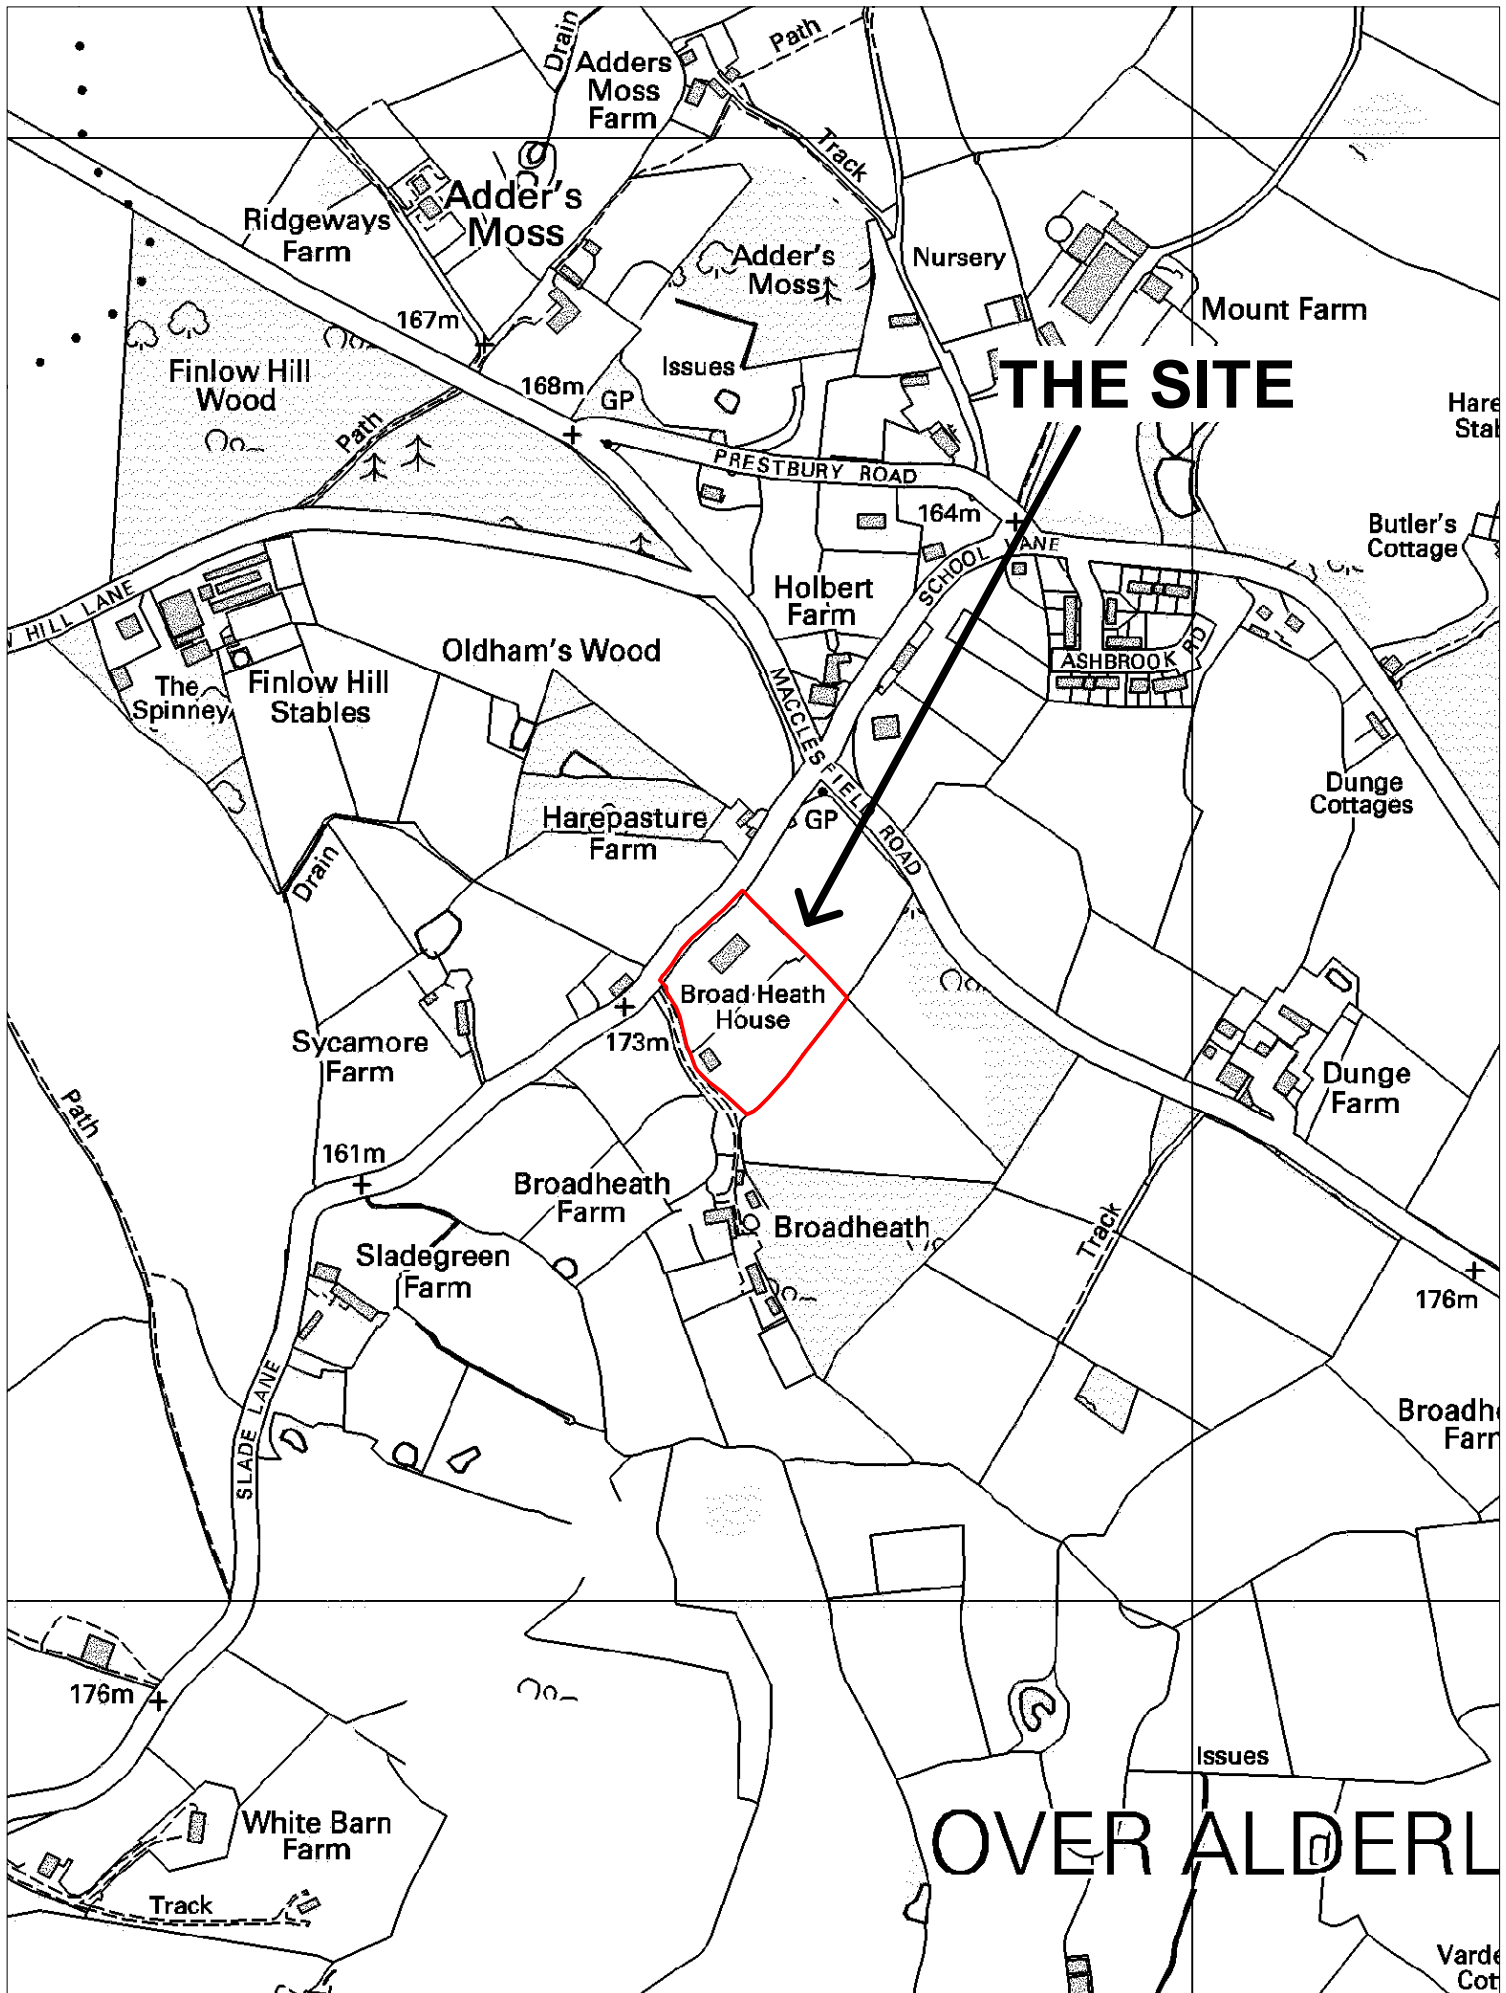 Drain
Path
Adders
Moss
Farm
Track
Adder's
Moss
Ridgeways
Farm
Adder's
Moss
Nursery
Mount Farm
167m
Finlow Hill
Wood
168m
GP
Issues
THE SITE
Path
PRESTBURY ROAD
164m
Butler's
Cottage
SCHOOL LANE
HILL LANE
Holbert
Farm
Oldham's Wood
ASHBROOK RD
The
Spinney
Finlow Hill
Stables
MACCLESFIELD ROAD
Dunge
Cottages
Harepasture
Farm
GP
Drain
Broad Heath
House
Sycamore
Farm
173m
Dunge
Farm
Path
161m
Broadheath
Farm
Broadheath
Track
Sladegreen
Farm
176m
SLADE LANE
176m
Issues
White Barn
Farm
OVER ALDERL
Track